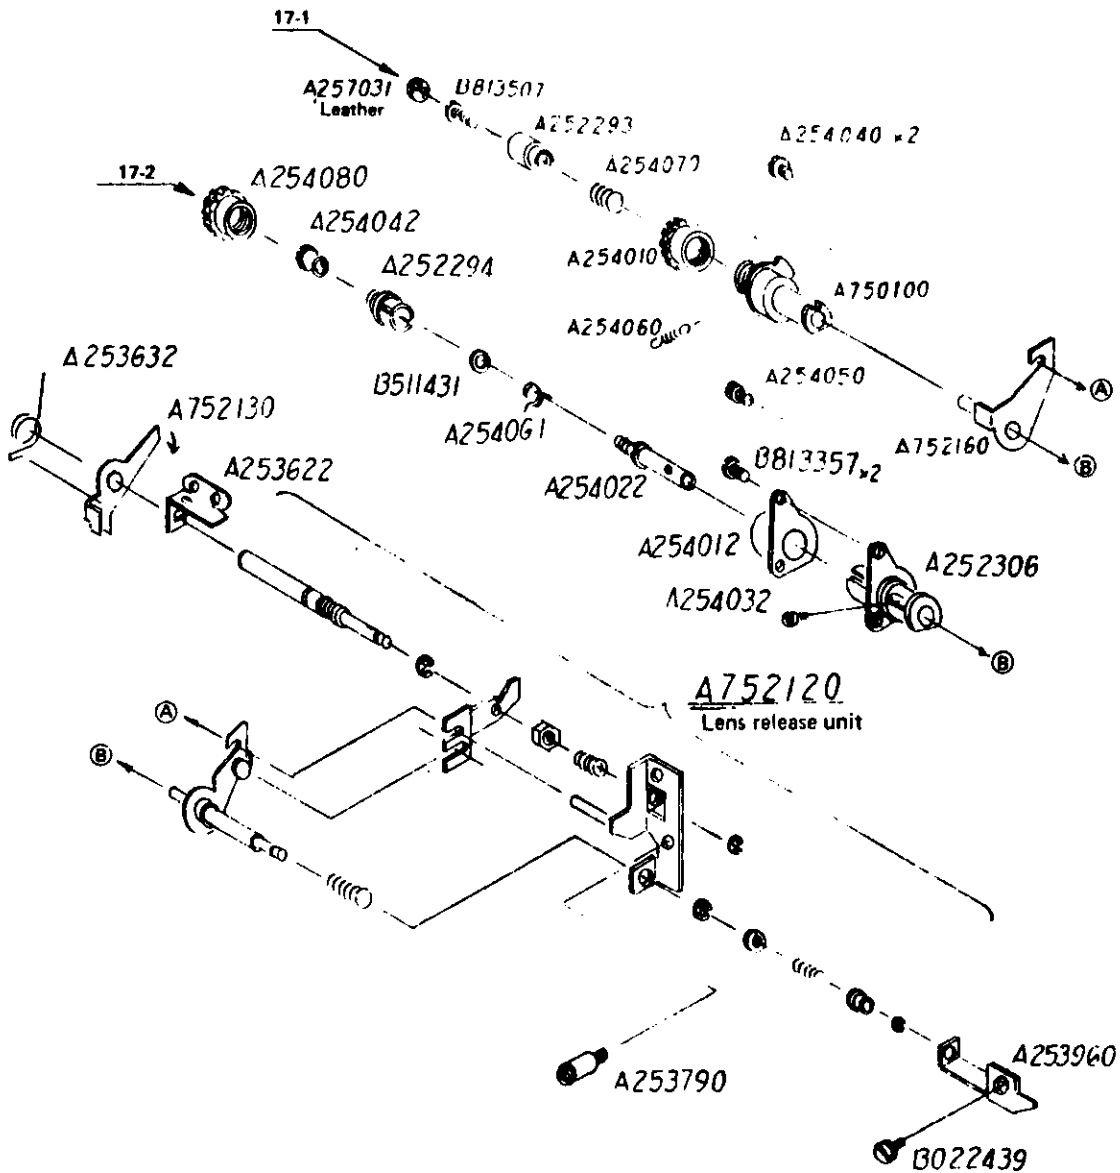 17-1
A257031
Leather
B813507
A252293
A254070
A254040 ×2
17-2
A254080
A254042
A252294
A254010
A750100
A254060
A253632
B511431
A254050
Ⓐ
A752130
A254061
A752160
Ⓑ
A253622
A254022
B813357 ×2
A254012
A252306
A254032
Ⓑ
A752120
Lens release unit
Ⓐ
Ⓑ
A253790
A253960
B022439